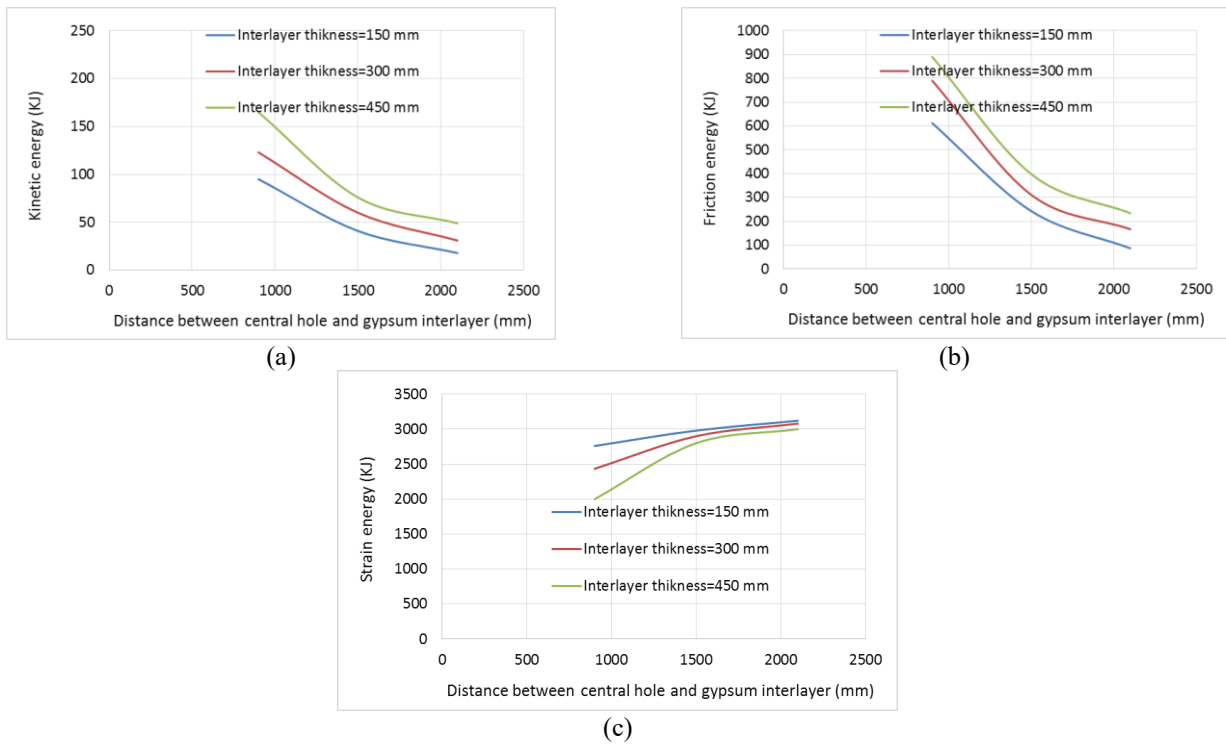 250
200
150
100
50
0
Kinetic energy (KJ)
Interlayer thikness=150 mm
Interlayer thikness=300 mm
Interlayer thikness=450 mm
0 500 1000 1500 2000 2500
Distance between central hole and gypsum interlayer (mm)
(a)
1000
900
800
700
600
500
400
300
200
100
0
Friction energy (KJ)
Interlayer thikness=150 mm
Interlayer thikness=300 mm
Interlayer thikness=450 mm
0 500 1000 1500 2000 2500
Distance between central hole and gypsum interlayer (mm)
(b)
3500
3000
2500
2000
1500
1000
500
0
Strain energy (KJ)
Interlayer thikness=150 mm
Interlayer thikness=300 mm
Interlayer thikness=450 mm
0 500 1000 1500 2000 2500
Distance between central hole and gypsum interlayer (mm)
(c)